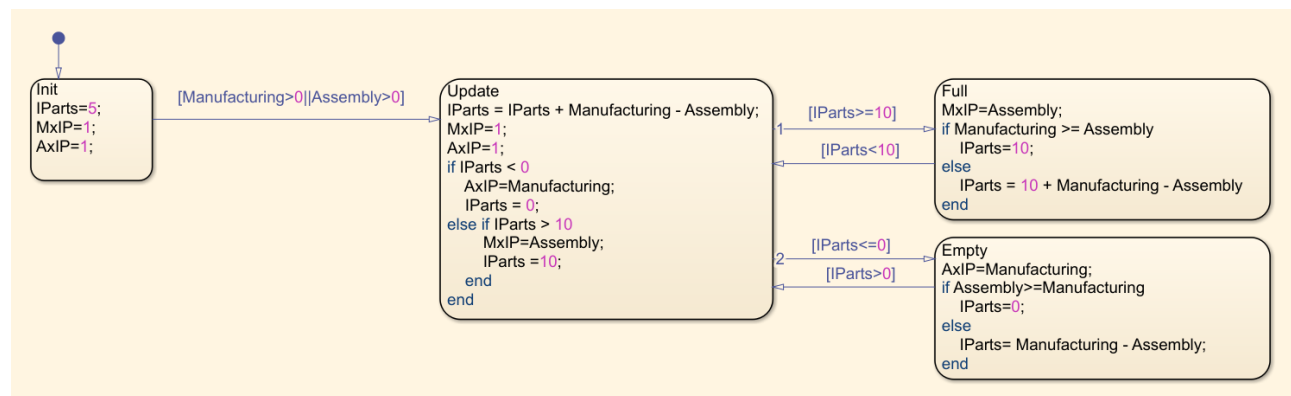 Init
IParts=5;
MxIP=1;
AxIP=1;
[Manufacturing>0||Assembly>0]
Update
IParts = IParts + Manufacturing - Assembly;
MxIP=1;
AxIP=1;
if IParts < 0
AxIP=Manufacturing;
IParts = 0;
else if IParts > 10
MxIP=Assembly;
IParts =10;
end
end
1
[IParts>=10]
[IParts<10]
2
[IParts<=0]
[IParts>0]
Full
MxIP=Assembly;
if Manufacturing >= Assembly
IParts=10;
else
IParts = 10 + Manufacturing - Assembly
end
Empty
AxIP=Manufacturing;
if Assembly>=Manufacturing
IParts=0;
else
IParts= Manufacturing - Assembly;
end